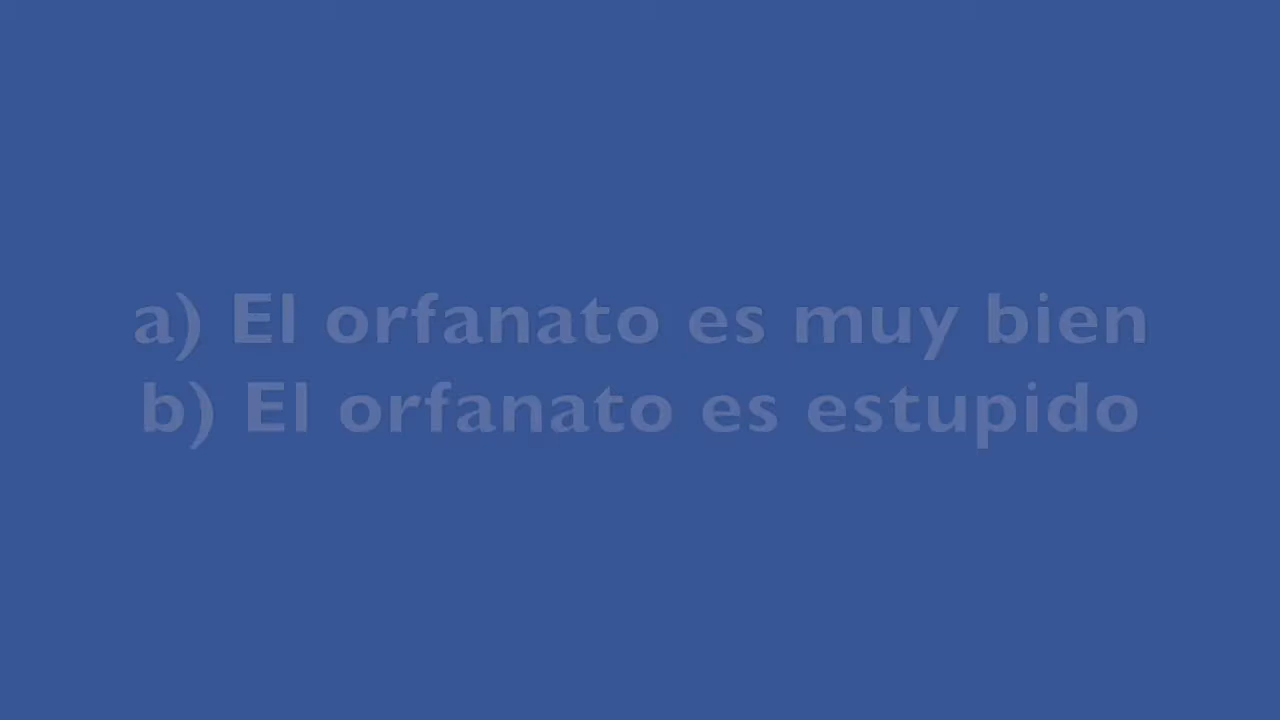 a) El orfanato es muy bien
b) El orfanato es estupido